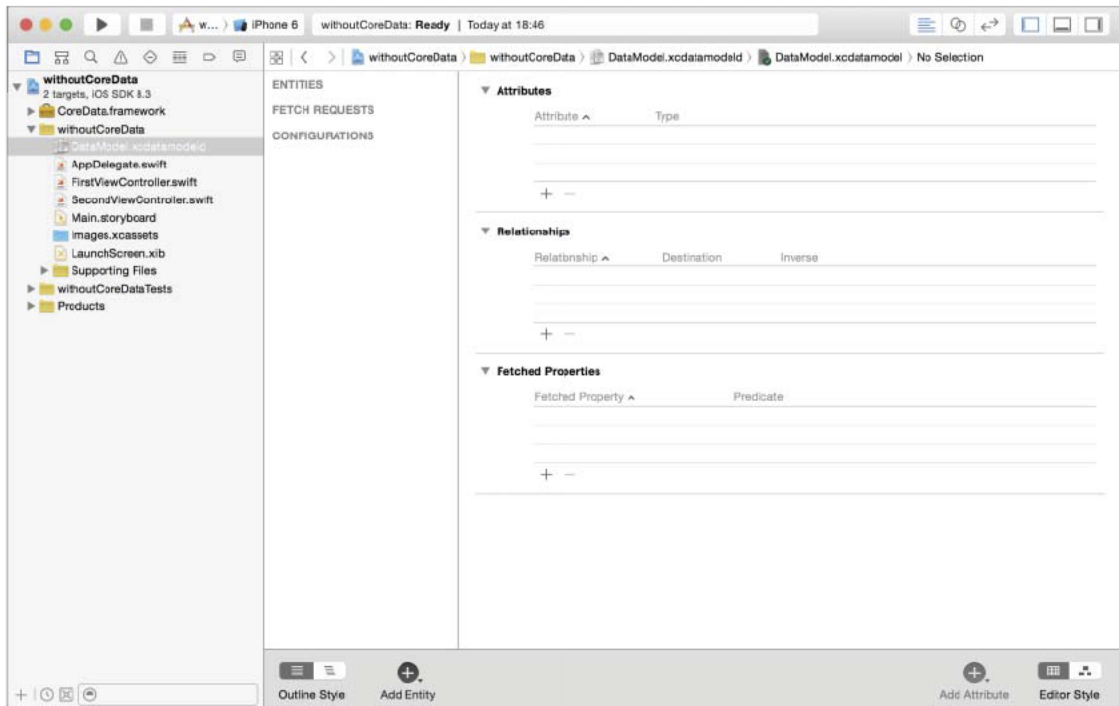 w... › iPhone 6
withoutCoreData: Ready | Today at 18:46
withoutCoreData › withoutCoreData › DataModel.xcdatamodeld › DataModel.xcdatamodel › No Selection
withoutCoreData
2 targets, iOS SDK 8.3
CoreData.framework
withoutCoreData
DataModel.xcdatamodeld
AppDelegate.swift
FirstViewController.swift
SecondViewController.swift
Main.storyboard
Images.xcassets
LaunchScreen.xib
Supporting Files
withoutCoreDataTests
Products
ENTITIES
FETCH REQUESTS
CONFIGURATIONS
Attributes
Attribute Type
Relationships
Relationship Destination Inverse
Fetched Properties
Fetched Property Predicate
Outline Style Add Entity Add Attribute Editor Style